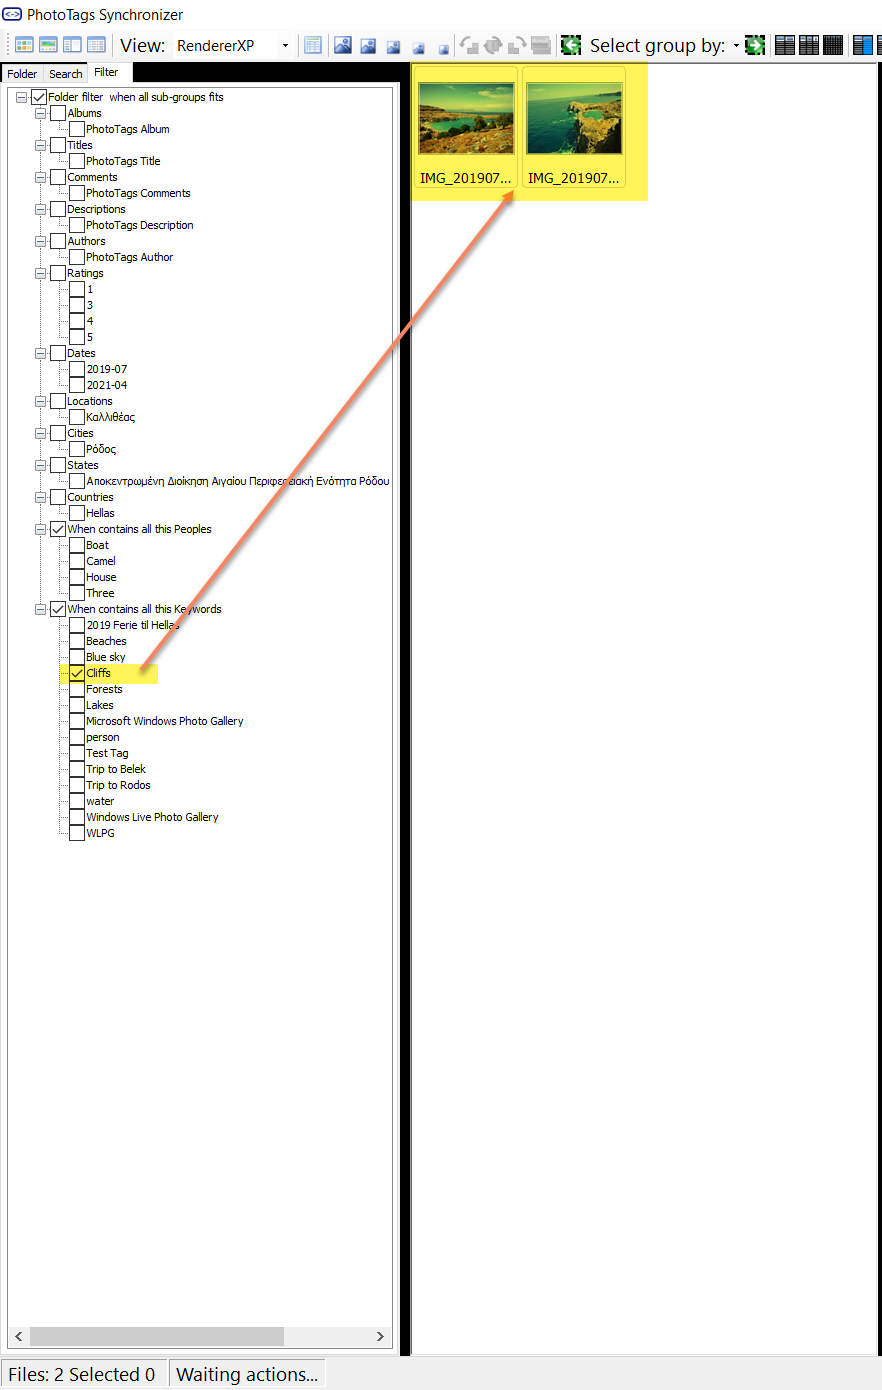 PhotoTags Synchronizer
View: RendererXP Select group by:
Folder Search Filter
Folder filter when all sub-groups fits
Albums
PhotoTags Album
Titles
PhotoTags Title
Comments
PhotoTags Comments
Descriptions
PhotoTags Description
Authors
PhotoTags Author
Ratings
1
3
4
5
Dates
2019-07
2021-04
Locations
Καλλιθέας
Cities
Ρόδος
States
Αποκεντρωμένη Διοίκηση Αιγαίου Περιφερειακή Ενότητα Ρόδου
Countries
Hellas
When contains all this Peoples
Boat
Camel
House
Three
When contains all this Keywords
2019 Ferie til Hellas
Beaches
Blue sky
Cliffs
Forests
Lakes
Microsoft Windows Photo Gallery
person
Test Tag
Trip to Belek
Trip to Rodos
water
Windows Live Photo Gallery
WLPG
IMG_201907... IMG_201907...
Files: 2 Selected 0 Waiting actions...